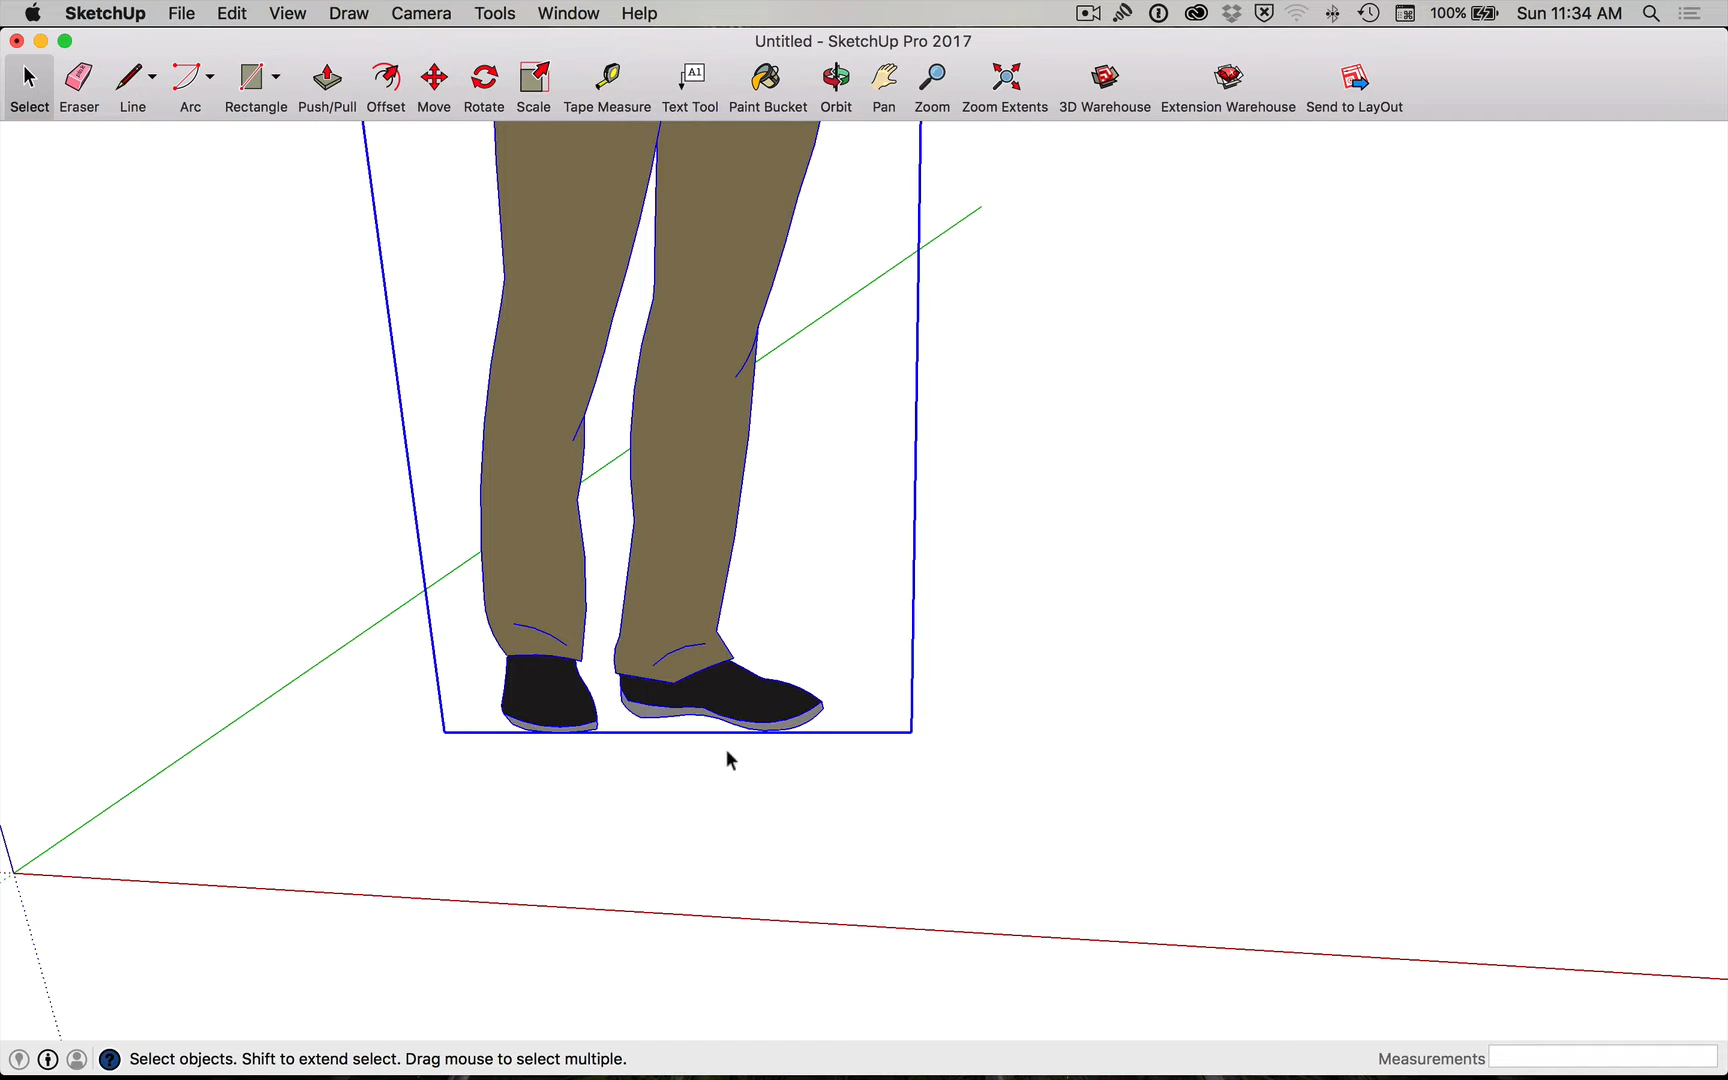 SketchUp File Edit View Draw Camera Tools Window Help 100% Sun 11:34 AM
Untitled - SketchUp Pro 2017
A1
Select Eraser Line Arc Rectangle Push/Pull Offset Move Rotate Scale Tape Measure Text Tool Paint Bucket Orbit Pan Zoom Zoom Extents 3D Warehouse Extension Warehouse Send to LayOut
? Select objects. Shift to extend select. Drag mouse to select multiple. Measurements